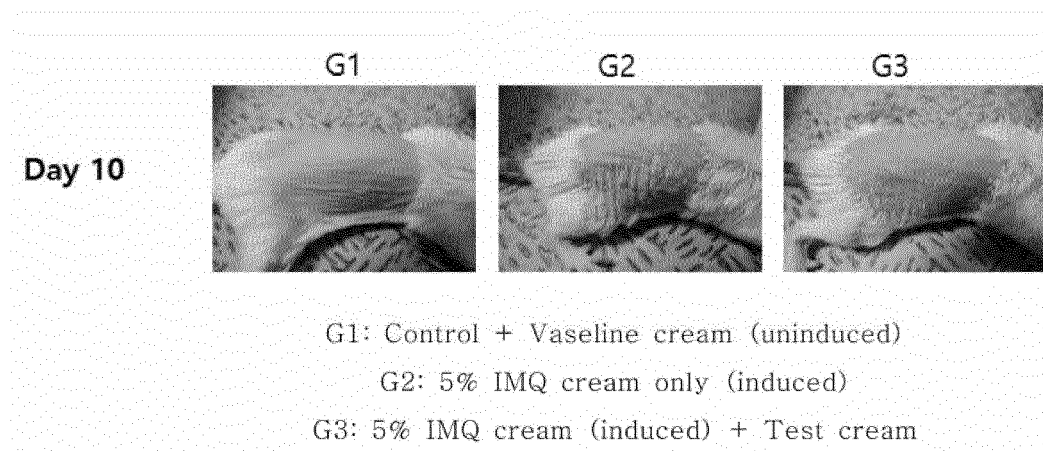 G1 G2 G3
Day 10
G1: Control + Vaseline cream (uninduced)
G2: 5% IMQ cream only (induced)
G3: 5% IMQ cream (induced) + Test cream